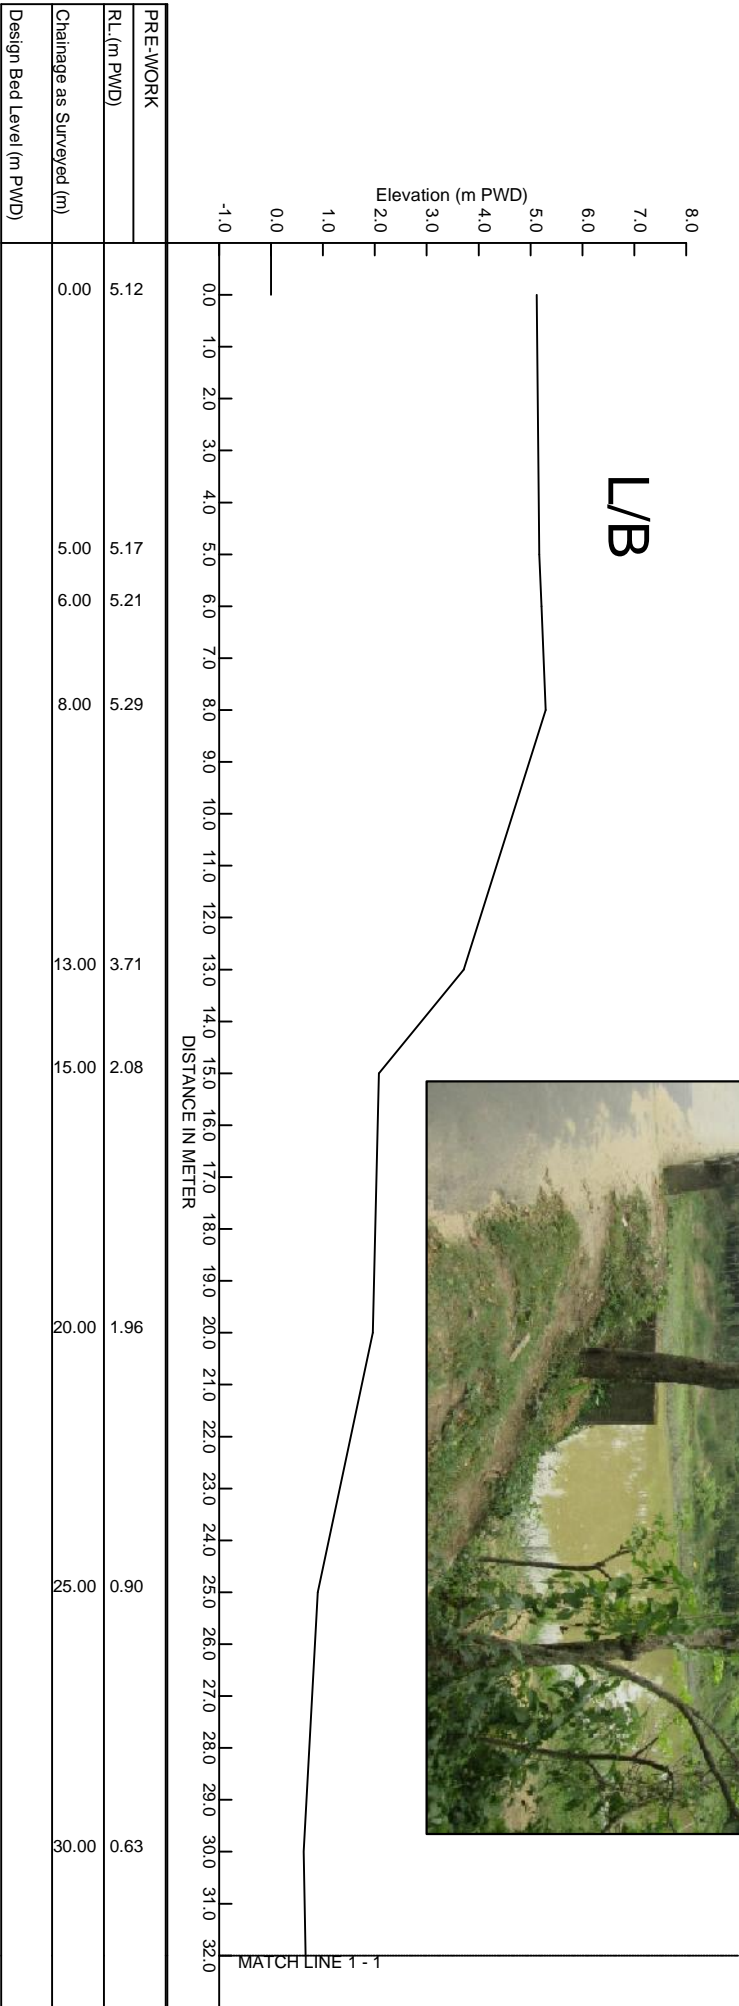 L/B
Elevation (m PWD)
8.0
7.0
6.0
5.0
4.0
3.0
2.0
1.0
0.0
-1.0
0.0 1.0 2.0 3.0 4.0 5.0 6.0 7.0 8.0 9.0 10.0 11.0 12.0 13.0 14.0 15.0 16.0 17.0 18.0 19.0 20.0 21.0 22.0 23.0 24.0 25.0 26.0 27.0 28.0 29.0 30.0 31.0 32.0
MATCH LINE 1 - 1
DISTANCE IN METER
PRE-WORK
RL.(m PWD) 5.12 5.17 5.21 5.29 3.71 2.08 1.96 0.90 0.63
Chainage as Surveyed (m) 0.00 5.00 6.00 8.00 13.00 15.00 20.00 25.00 30.00
Design Bed Level (m PWD)